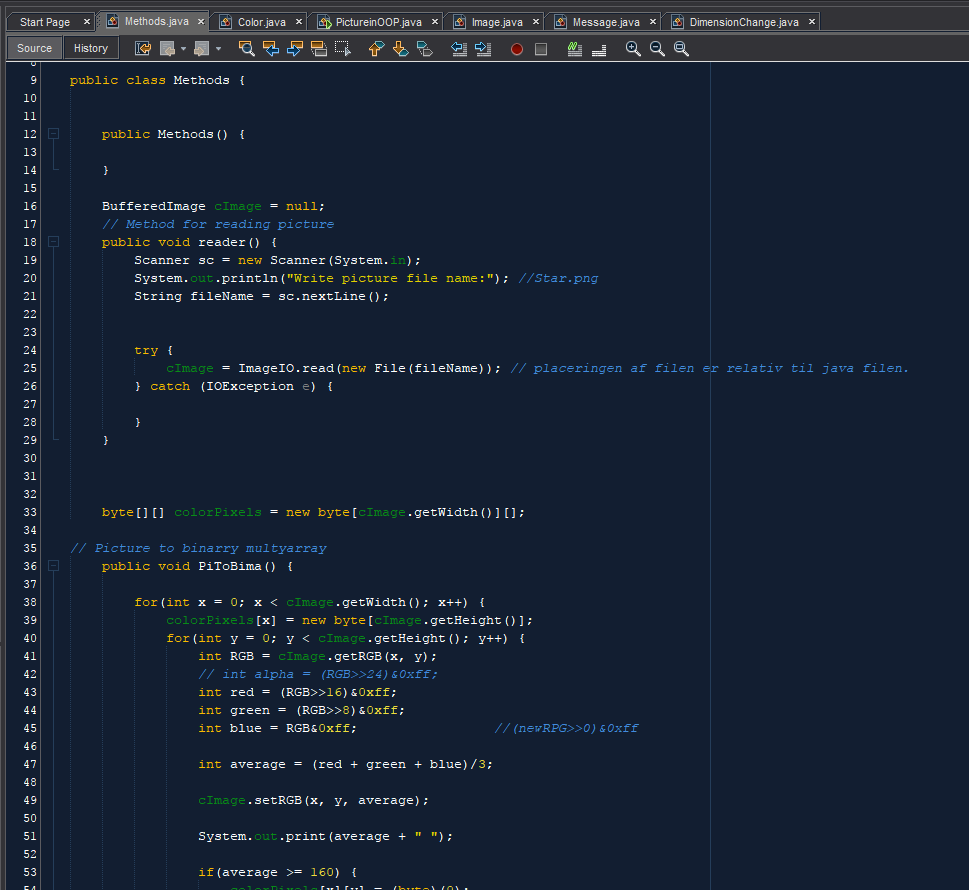 Start Page × Methods.java × Color.java × PictureinOOP.java × Image.java × Message.java × DimensionChange.java ×
Source History
8
9 public class Methods {
10
11
12 public Methods() {
13
14 }
15
16 BufferedImage cImage = null;
17 // Method for reading picture
18 public void reader() {
19 Scanner sc = new Scanner(System.in);
20 System.out.println("Write picture file name:"); //Star.png
21 String fileName = sc.nextLine();
22
23
24 try {
25 cImage = ImageIO.read(new File(fileName)); // placeringen af filen er relativ til java filen.
26 } catch (IOException e) {
27
28 }
29 }
30
31
32
33 byte[][] colorPixels = new byte[cImage.getWidth()][];
34
35 // Picture to binarry multyarray
36 public void PiToBima() {
37
38 for(int x = 0; x < cImage.getWidth(); x++) {
39 colorPixels[x] = new byte[cImage.getHeight()];
40 for(int y = 0; y < cImage.getHeight(); y++) {
41 int RGB = cImage.getRGB(x, y);
42 // int alpha = (RGB>>24)&0xff;
43 int red = (RGB>>16)&0xff;
44 int green = (RGB>>8)&0xff;
45 int blue = RGB&0xff; //(newRPG>>0)&0xff
46
47 int average = (red + green + blue)/3;
48
49 cImage.setRGB(x, y, average);
50
51 System.out.print(average + " ");
52
53 if(average >= 160) {
54 colorPixels[x][y] = (byte)(0);